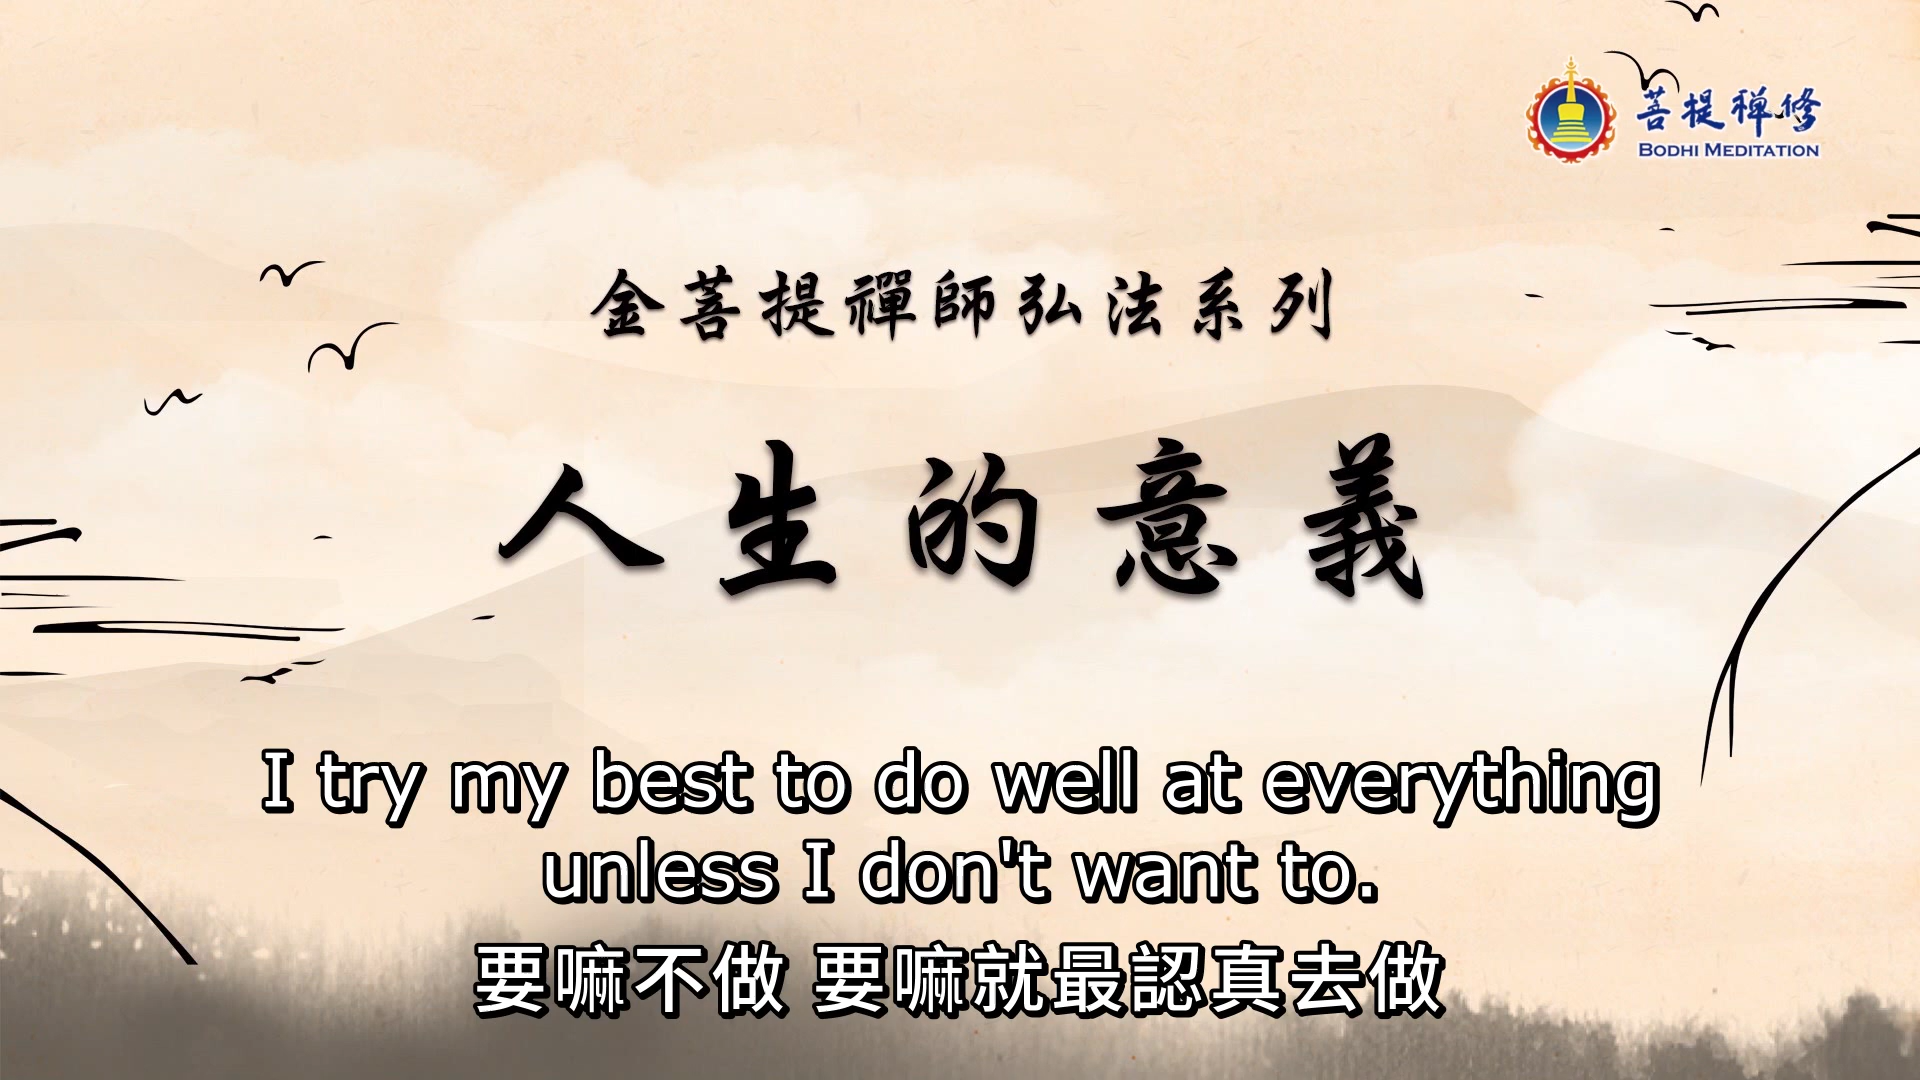 菩提禪修
BODHI MEDITATION
金菩提禪師弘法系列
人生的意義
I try my best to do well at everything
unless I don't want to.
要嘛不做 要嘛就最認真去做